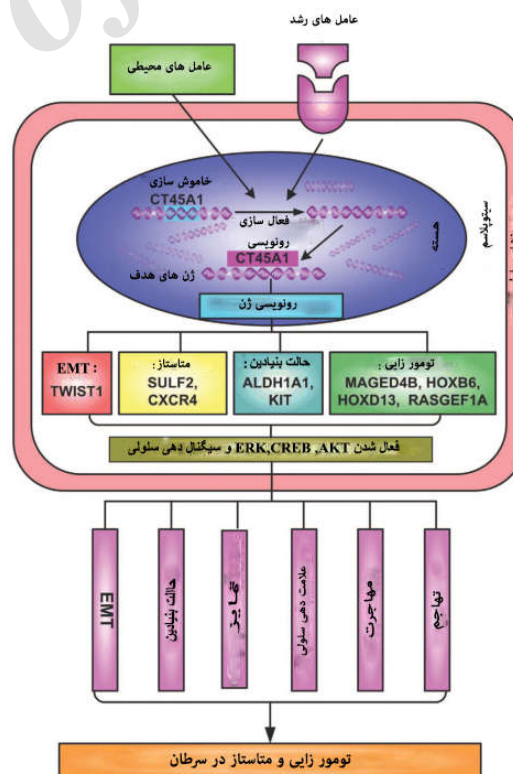 عامل های رشد
عامل های محیطی
خاموش سازی
CT45A1
فعال سازی
رونویسی
CT45A1
ژن های هدف
هسته
سیتوپلاسم
رونویسی ژن
EMT :
TWIST1
متاستاز :
SULF2,
CXCR4
حالت بنیادین :
ALDH1A1,
KIT
تومور زایی :
MAGED4B, HOXB6,
HOXD13, RASGEF1A
فعال شدن ERK,CREB ,AKT و سیگنال دهی سلولی
EMT
حاالت بنیادین
تمایز
علامت دهی سلولی
مهاجرت
تهاجم
تومور زایی و متاستاز در سرطان